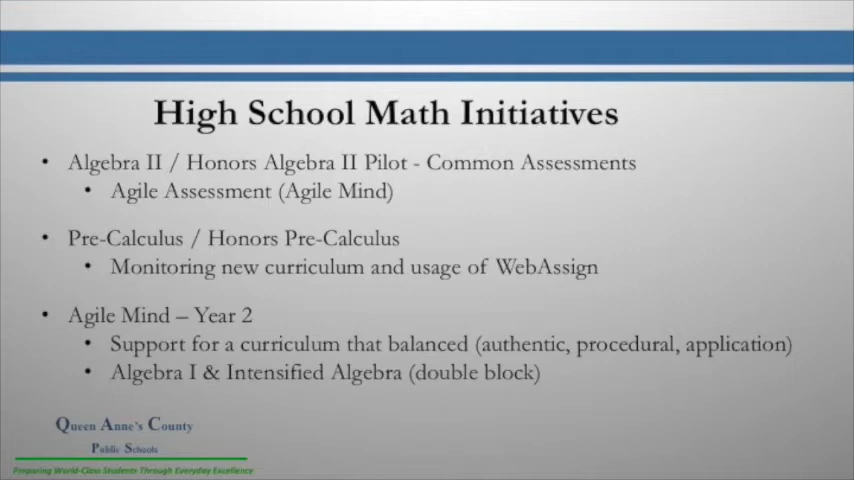 High School Math Initiatives
• Algebra II / Honors Algebra II Pilot - Common Assessments
• Agile Assessment (Agile Mind)
• Pre-Calculus / Honors Pre-Calculus
• Monitoring new curriculum and usage of WebAssign
• Agile Mind – Year 2
• Support for a curriculum that balanced (authentic, procedural, application)
• Algebra I & Intensified Algebra (double block)
Queen Anne's County
Public Schools
Preparing World-Class Students Through Everyday Excellence